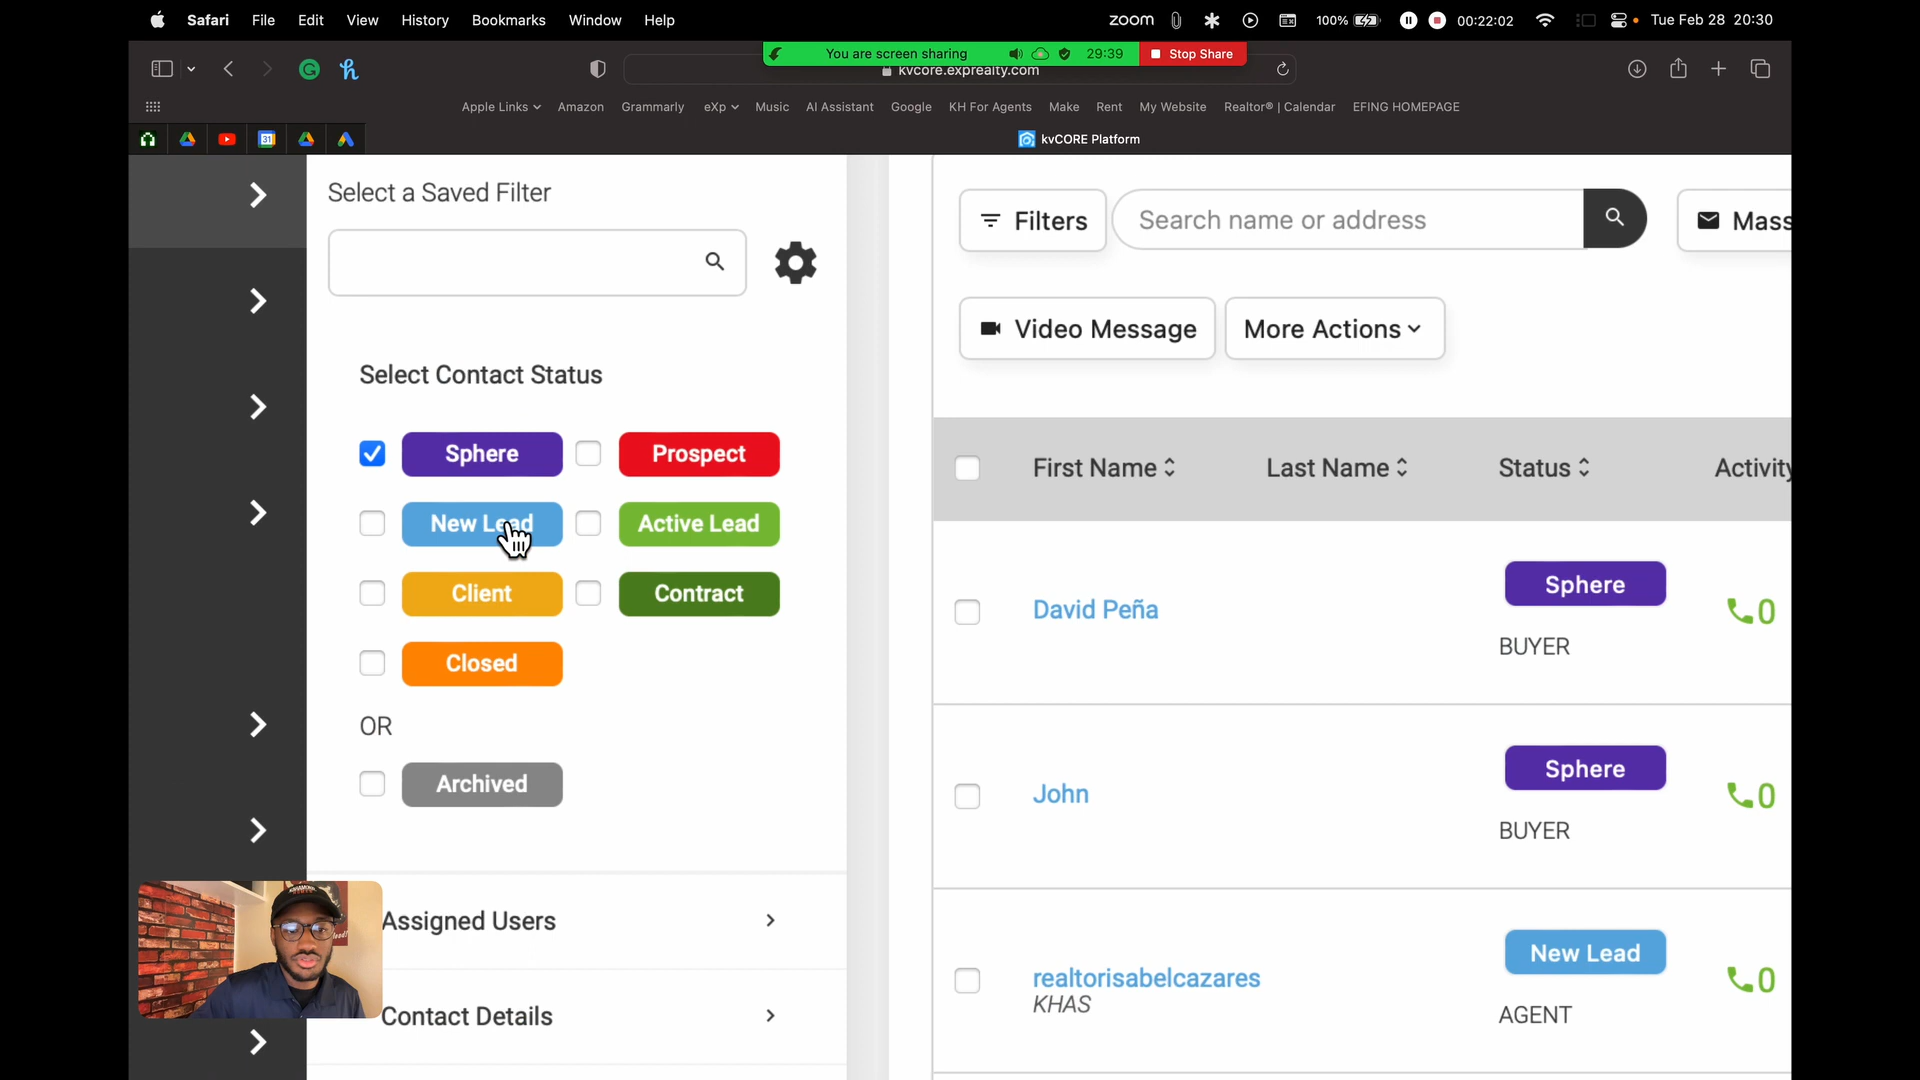 Safari File Edit View History Bookmarks Window Help zoom 100% 00:22:02 Tue Feb 28 20:30
You are screen sharing 29:39 Stop Share
kvcore.exprealty.com
Apple Links Amazon Grammarly eXp Music AI Assistant Google KH For Agents Make Rent My Website Realtor® | Calendar EFING HOMEPAGE
31 kvCORE Platform
Select a Saved Filter
Filters Search name or address Mass
Video Message More Actions
Select Contact Status
Sphere Prospect
First Name Last Name Status Activity
New Lead Active Lead
Client Contract
Closed
OR
Archived
Assigned Users
Contact Details
David Peña Sphere 0
BUYER
John Sphere 0
BUYER
realtorisabelcazares New Lead 0
KHAS AGENT